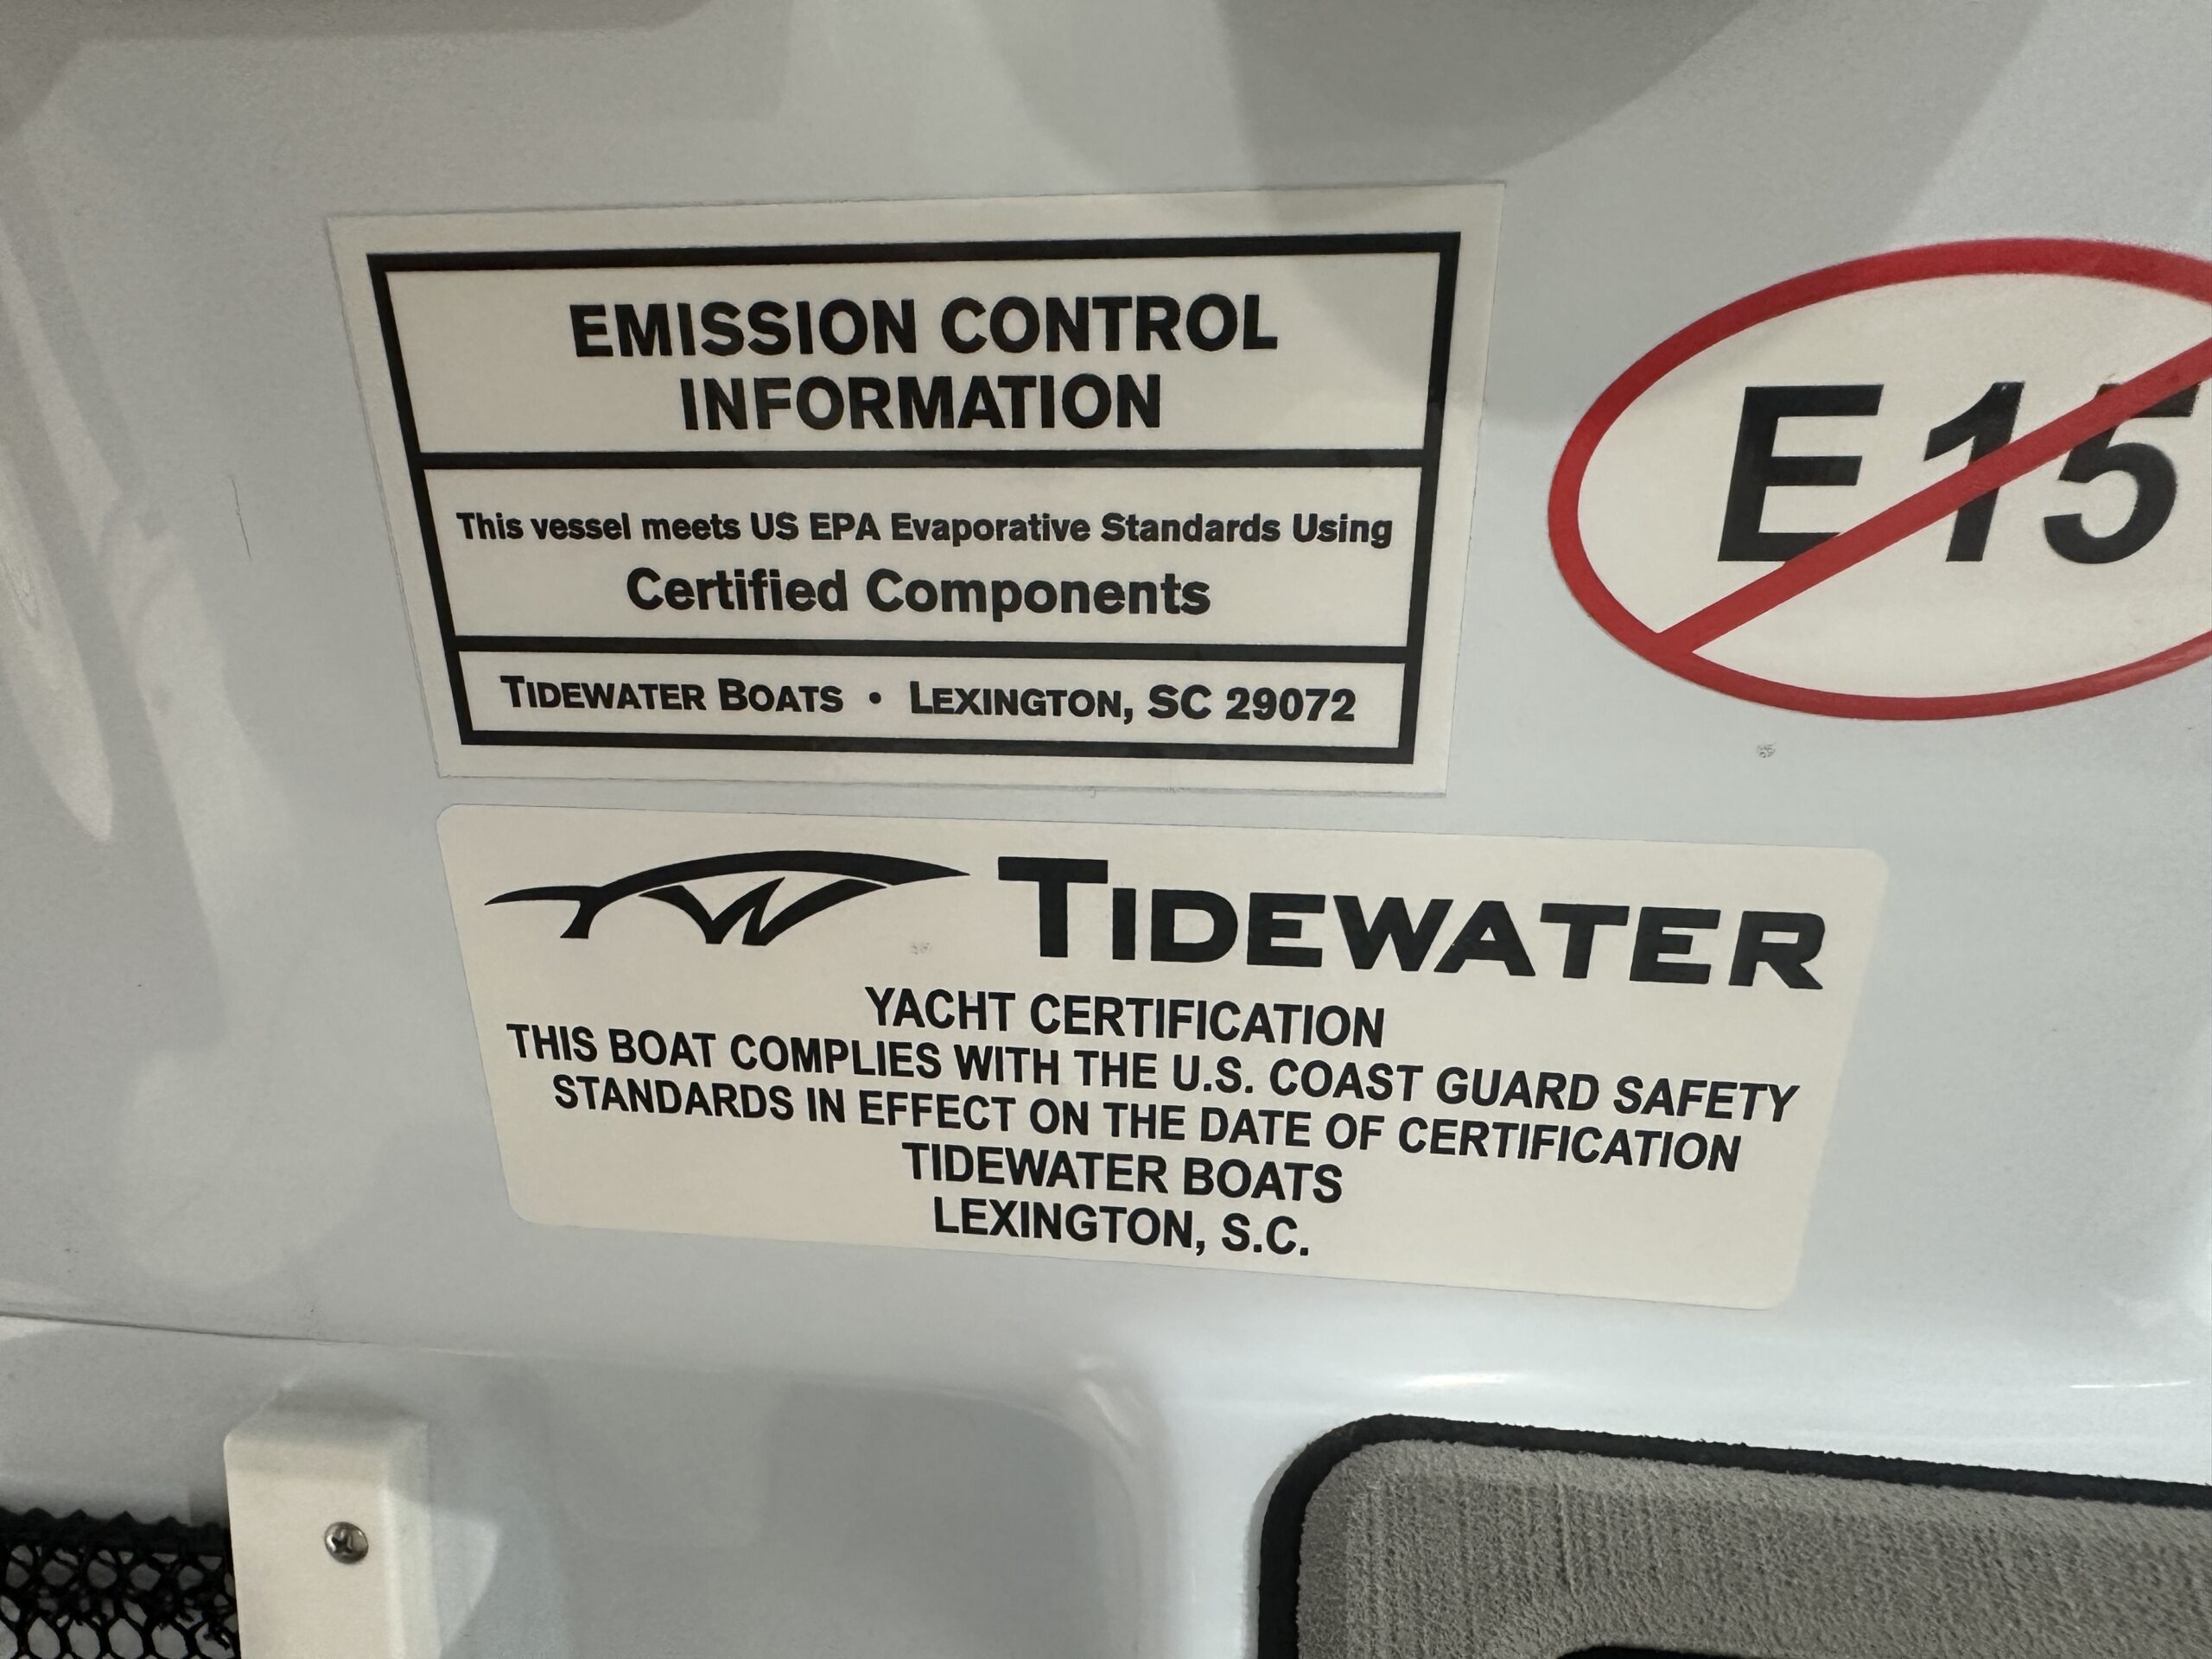 EMISSION CONTROL
INFORMATION
This vessel meets US EPA Evaporative Standards Using
Certified Components
TIDEWATER BOATS • LEXINGTON, SC 29072
E15
TIDEWATER
YACHT CERTIFICATION
THIS BOAT COMPLIES WITH THE U.S. COAST GUARD SAFETY
STANDARDS IN EFFECT ON THE DATE OF CERTIFICATION
TIDEWATER BOATS
LEXINGTON, S.C.